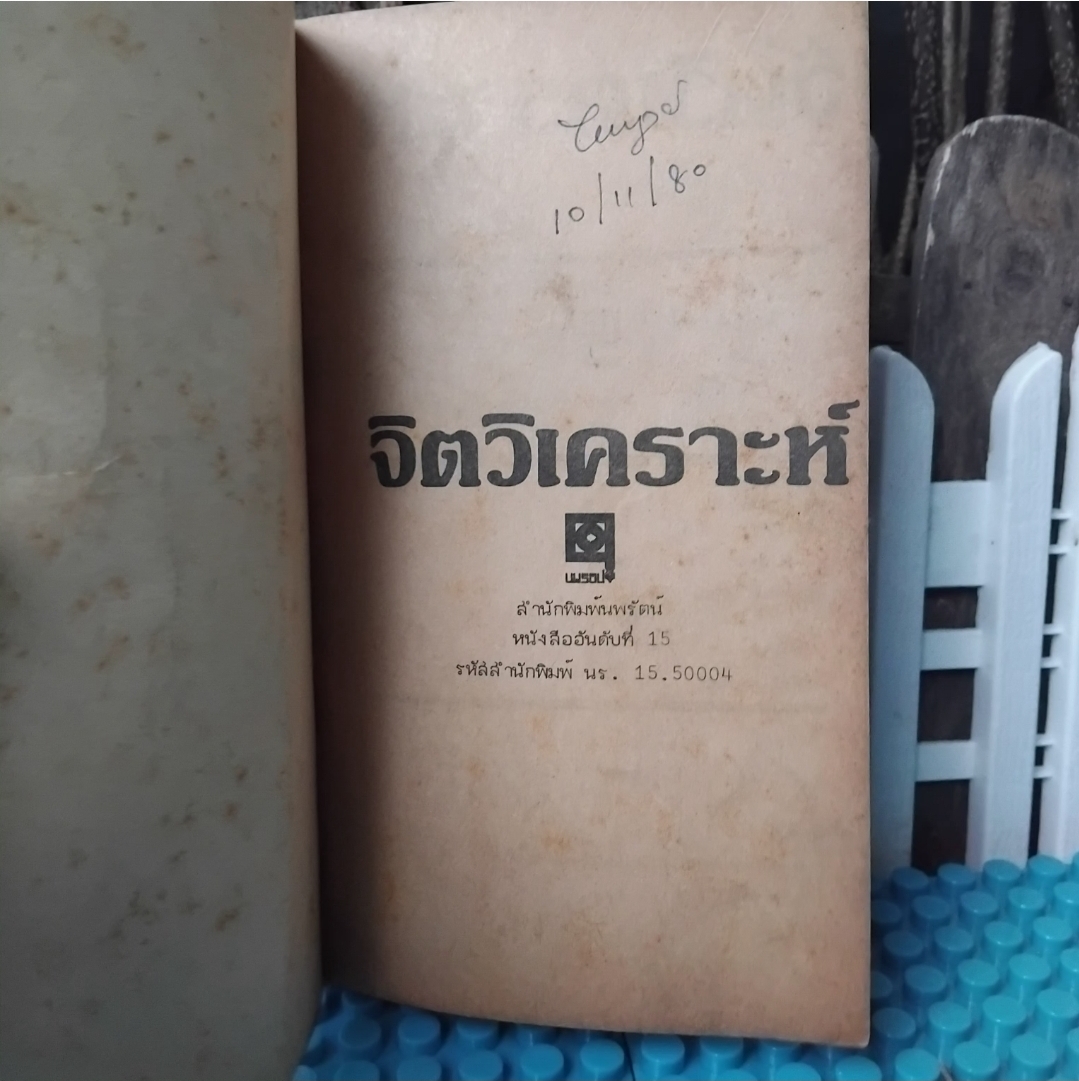 10/11/80
จิตวิเคราะห์
นพรตน์
สำนักพิมพ์นพรัตน์
หนังสืออันดับที่ 15
รหัสสำนักพิมพ์ นร. 15.50004